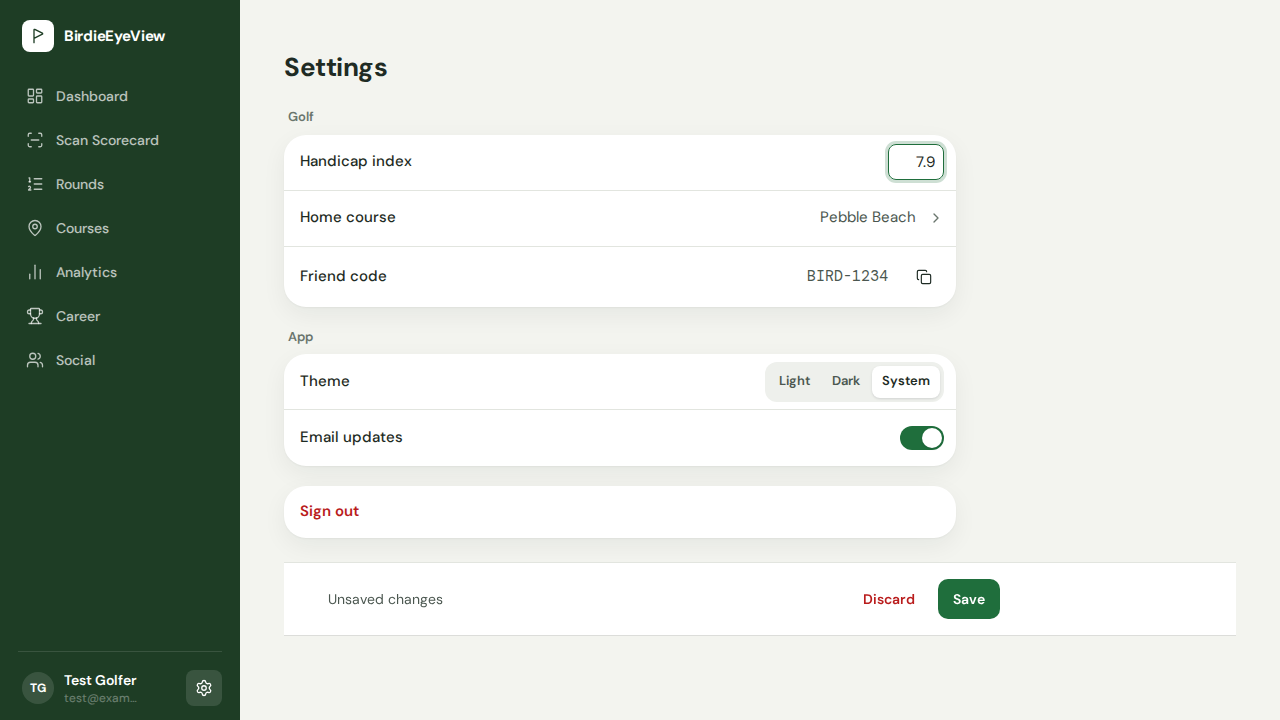 BirdieEyeView
Dashboard
Scan Scorecard
Rounds
Courses
Analytics
Career
Social
TG
Test Golfer
test@exam...
Settings
Golf
Handicap index 7.9
Home course Pebble Beach
Friend code BIRD-1234
App
Theme Light Dark System
Email updates
Sign out
Unsaved changes Discard Save